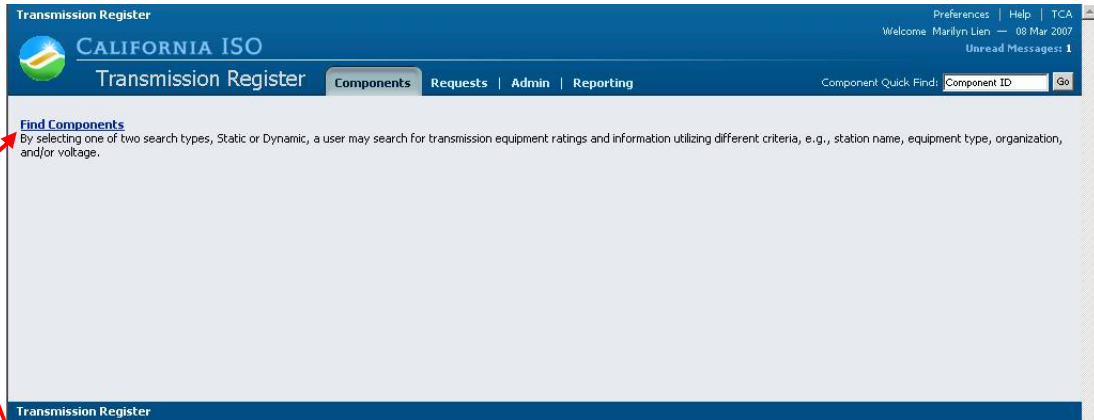 Transmission Register
Preferences | Help | TCA
Welcome Marilyn Lien — 08 Mar 2007
Unread Messages: 1
CALIFORNIA ISO
Transmission Register
Components Requests | Admin | Reporting
Component Quick Find: Component ID Go
Find Components
By selecting one of two search types, Static or Dynamic, a user may search for transmission equipment ratings and information utilizing different criteria, e.g., station name, equipment type, organization,
and/or voltage.
Transmission Register